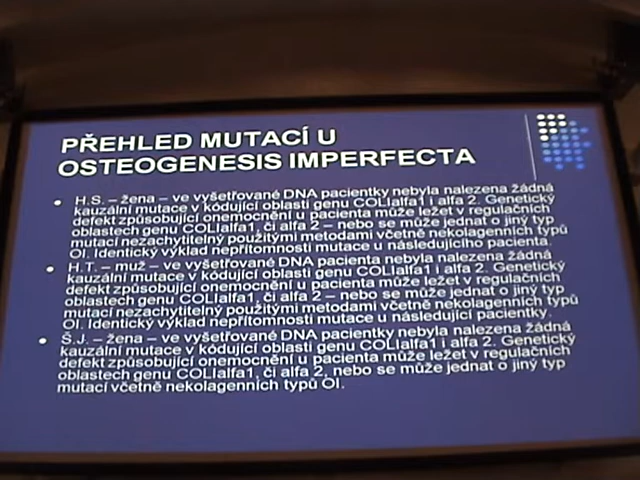 PŘEHLED MUTACÍ U
OSTEOGENESIS IMPERFECTA
• H.S. – žena – ve vyšetřované DNA pacientky nebyla nalezena žádná
kauzální mutace v kódující oblasti genu COLIalfa1 i alfa 2. Genetický
defekt způsobující onemocnění u pacienta může ležet v regulačních
oblastech genu COLIalfa1, či alfa 2 – nebo se může jednat o jiný typ
mutací nezachytitelný použitými metodami včetně nekolagenních typů
OI. Identický výklad nepřítomnosti mutace u následujícího pacienta.
• H.T. – muž – ve vyšetřované DNA pacienta nebyla nalezena žádná
kauzální mutace v kódující oblasti genu COLIalfa1 i alfa 2. Genetický
defekt způsobující onemocnění u pacienta může ležet v regulačních
oblastech genu COLIalfa1, či alfa 2 – nebo se může jednat o jiný typ
mutací nezachytitelný použitými metodami včetně nekolagenních typů
OI. Identický výklad nepřítomnosti mutace u následující pacientky.
• Š.J. – žena – ve vyšetřované DNA pacientky nebyla nalezena žádná
kauzální mutace v kódující oblasti genu COLIalfa1 i alfa 2. Genetický
defekt způsobující onemocnění u pacienta může ležet v regulačních
oblastech genu COLIalfa1, či alfa 2, nebo se může jednat o jiný typ
mutací včetně nekolagenních typů OI.